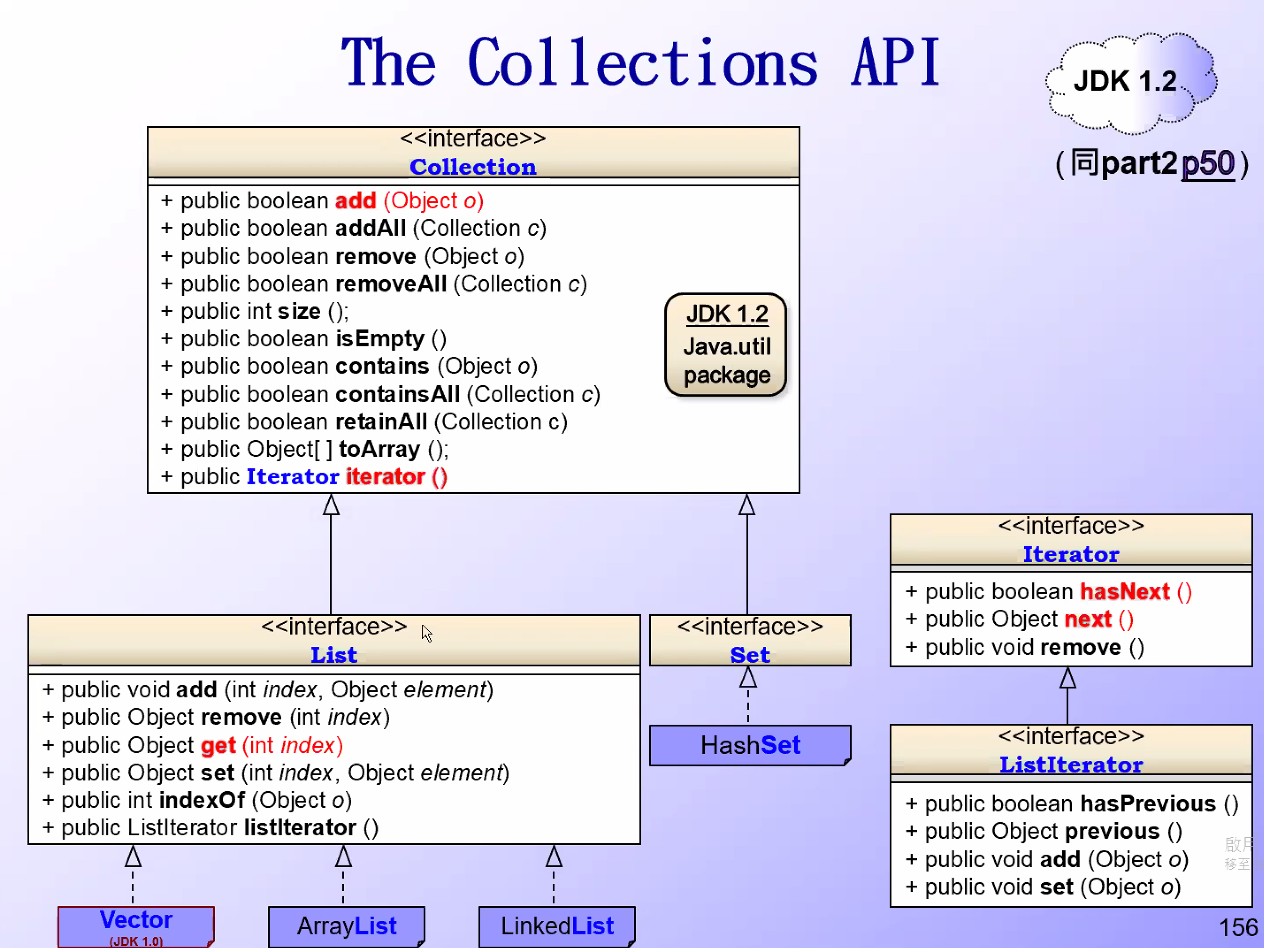 The Collections API
JDK 1.2
(同part2p50)
<<interface>>
Collection
+ public boolean add (Object o)
+ public boolean addAll (Collection c)
+ public boolean remove (Object o)
+ public boolean removeAll (Collection c)
+ public int size ();
+ public boolean isEmpty ()
+ public boolean contains (Object o)
+ public boolean containsAll (Collection c)
+ public boolean retainAll (Collection c)
+ public Object[ ] toArray ();
+ public Iterator iterator ()
JDK 1.2
Java.util
package
<<interface>>
List
+ public void add (int index, Object element)
+ public Object remove (int index)
+ public Object get (int index)
+ public Object set (int index, Object element)
+ public int indexOf (Object o)
+ public ListIterator listIterator ()
<<interface>>
Set
HashSet
<<interface>>
Iterator
+ public boolean hasNext ()
+ public Object next ()
+ public void remove ()
<<interface>>
ListIterator
+ public boolean hasPrevious ()
+ public Object previous ()
+ public void add (Object o)
+ public void set (Object o)
Vector
(JDK 1.0)
ArrayList
LinkedList
啟用
移至
156